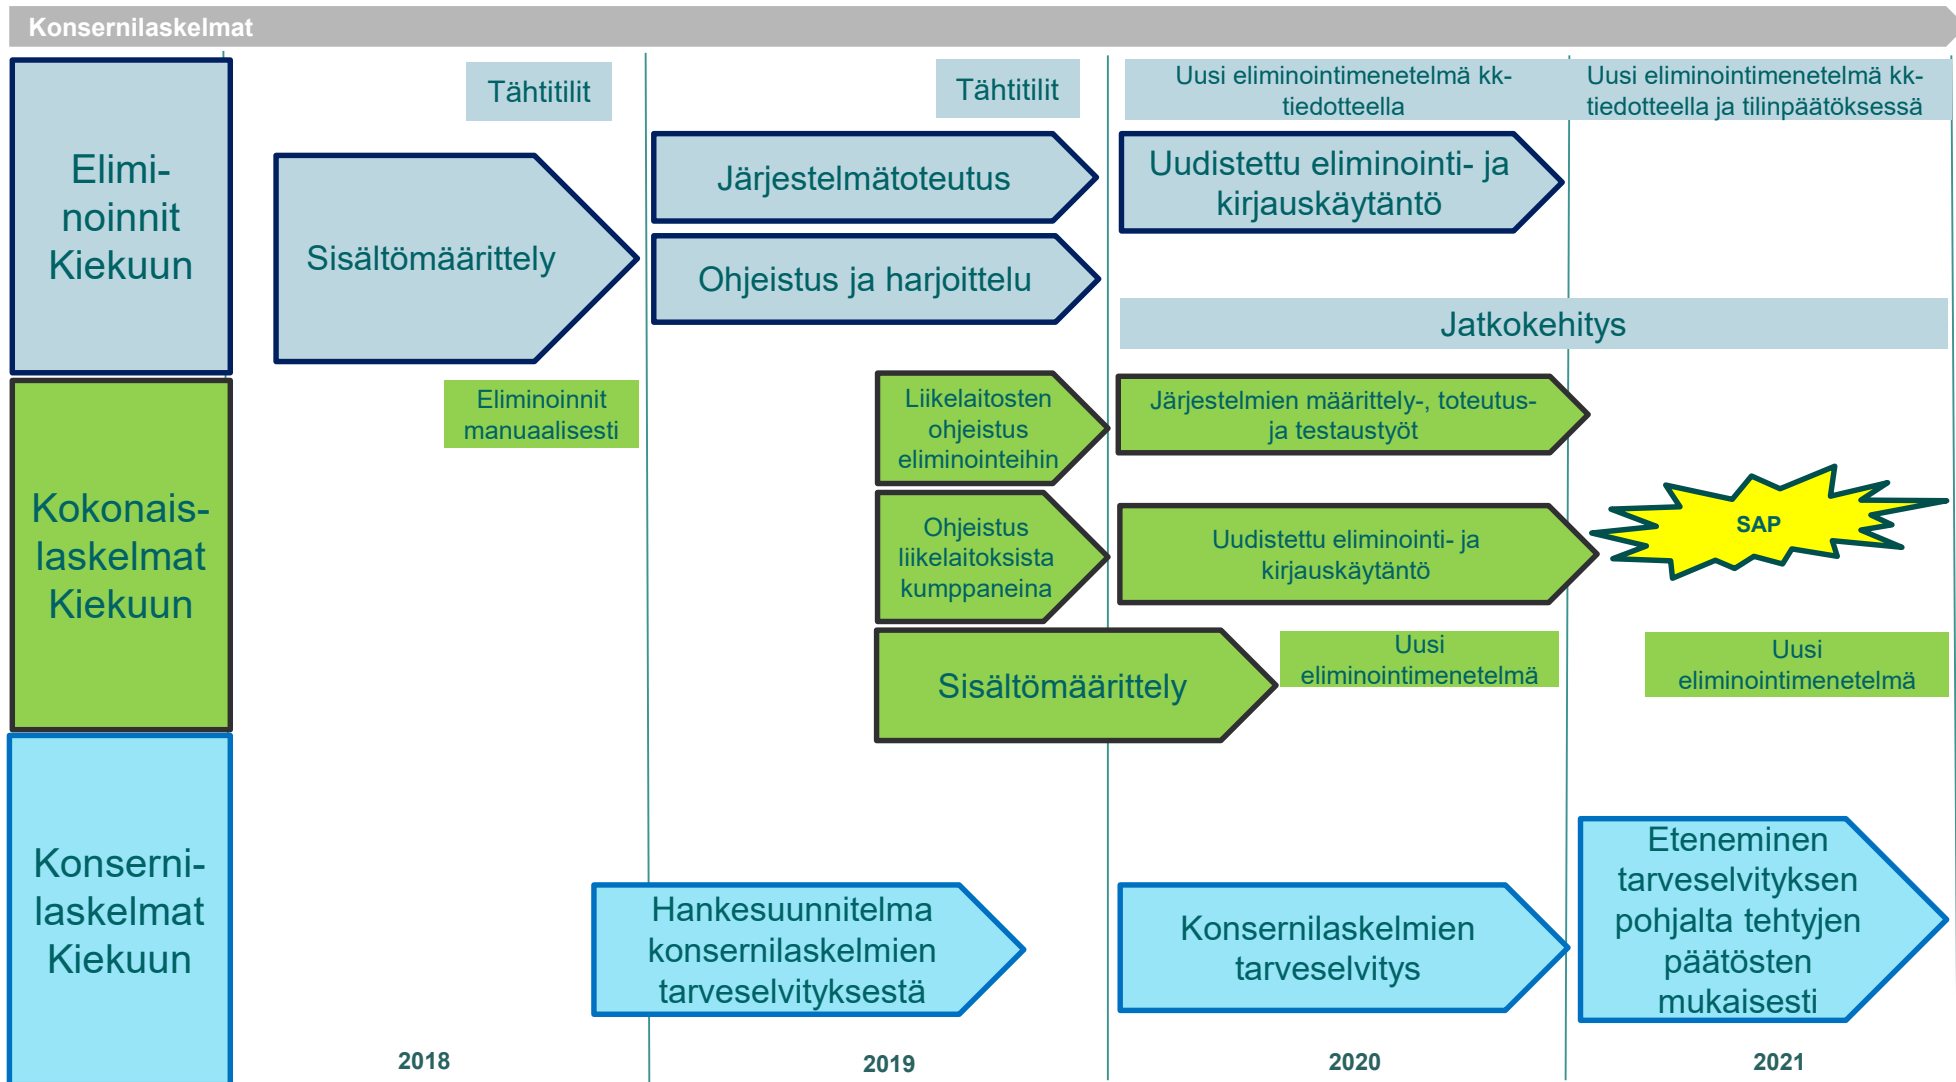 Konsernilaskelmat
Elimi-
noinnit
Kiekuun
Tähtitilit
Tähtitilit
Uusi eliminointimenetelmä kk-
tiedotteella
Uusi eliminointimenetelmä kk-
tiedotteella ja tilinpäätöksessä
Sisältömäärittely
Järjestelmätoteutus
Ohjeistus ja harjoittelu
Uudistettu eliminointi- ja
kirjauskäytäntö
Jatkokehitys
Kokonais-
laskelmat
Kiekuun
Eliminoinnit
manuaalisesti
Liikelaitosten
ohjeistus
eliminointeihin
Järjestelmien määrittely-, toteutus-
ja testaustyöt
Ohjeistus
liikelaitoksista
kumppaneina
Uudistettu eliminointi- ja
kirjauskäytäntö
SAP
Sisältömäärittely
Uusi
eliminointimenetelmä
Uusi
eliminointimenetelmä
Konserni-
laskelmat
Kiekuun
Hankesuunnitelma
konsernilaskelmien
tarveselvityksestä
Konsernilaskelmien
tarveselvitys
Eteneminen
tarveselvityksen
pohjalta tehtyjen
päätösten
mukaisesti
2018
2019
2020
2021